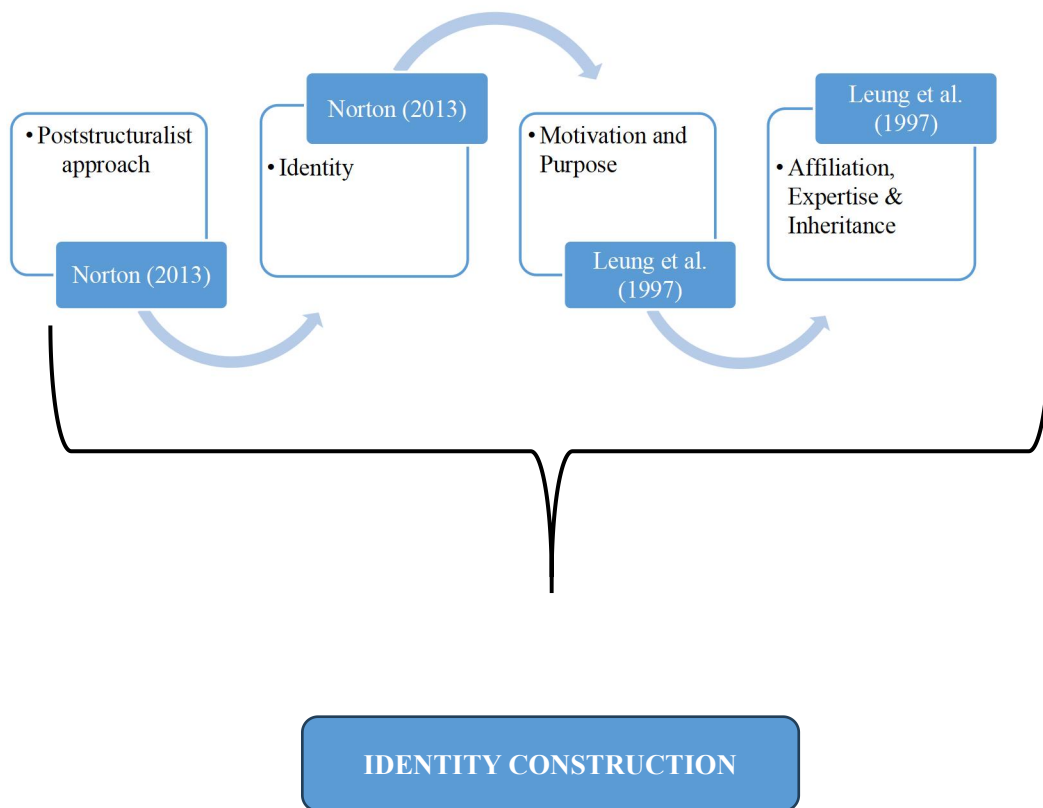 • Poststructuralist
approach
Norton (2013)
Norton (2013)
• Identity
• Motivation and
Purpose
Leung et al.
(1997)
Leung et al.
(1997)
• Affiliation,
Expertise &
Inheritance
IDENTITY CONSTRUCTION